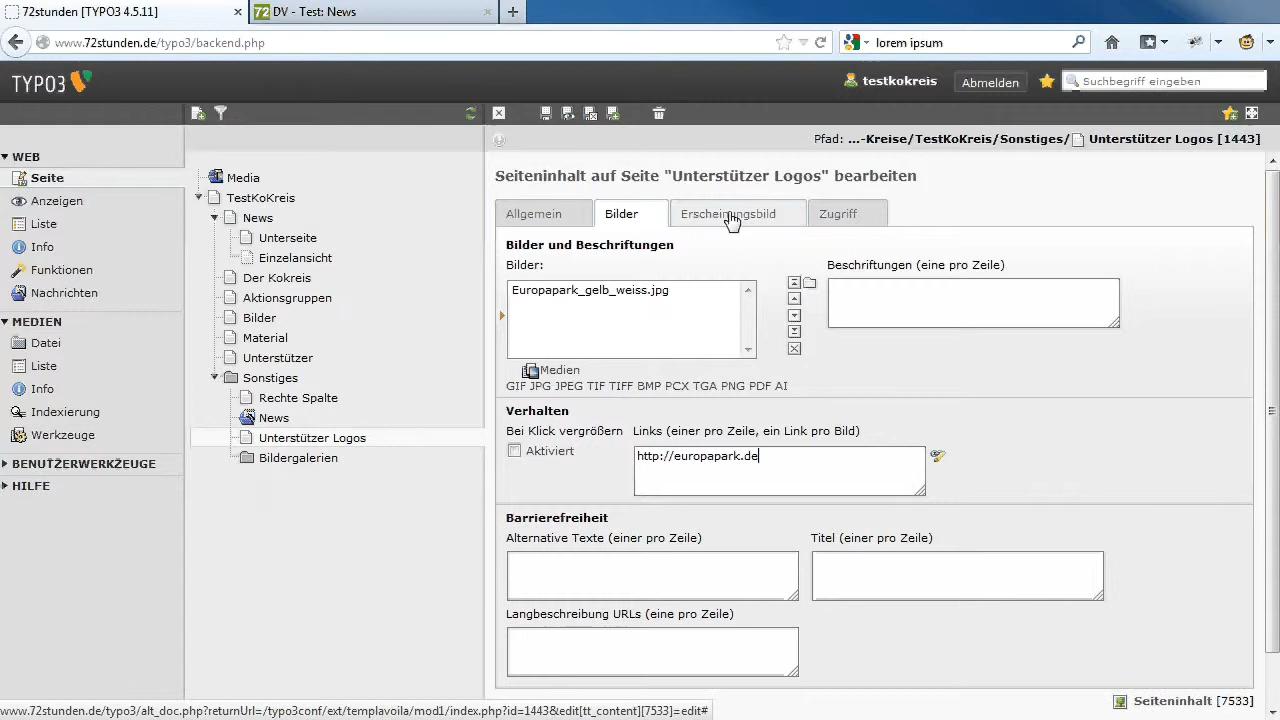 72stunden [TYPO3 4.5.11]
72 DV - Test: News
www.72stunden.de/typo3/backend.php
lorem ipsum
TYPO3
testkokreis
Abmelden
Suchbegriff eingeben
Pfad: ...-Kreise/TestKoKreis/Sonstiges/ Unterstützer Logos [1443]
WEB
Seite
Anzeigen
Liste
Info
Funktionen
Nachrichten
MEDIEN
Datei
Liste
Info
Indexierung
Werkzeuge
BENUTZERWERKZEUGE
HILFE
Media
TestKoKreis
News
Unterseite
Einzelansicht
Der Kokreis
Aktionsgruppen
Bilder
Material
Unterstützer
Sonstiges
Rechte Spalte
News
Unterstützer Logos
Bildergalerien
Seiteninhalt auf Seite "Unterstützer Logos" bearbeiten
Allgemein
Bilder
Erscheinungsbild
Zugriff
Bilder und Beschriftungen
Bilder:
Beschriftungen (eine pro Zeile)
Europapark_gelb_weiss.jpg
Medien
GIF JPG JPEG TIF TIFF BMP PCX TGA PNG PDF AI
Verhalten
Bei Klick vergrößern
Links (einer pro Zeile, ein Link pro Bild)
Aktiviert
http://europapark.de
Barrierefreiheit
Alternative Texte (einer pro Zeile)
Titel (einer pro Zeile)
Langbeschreibung URLs (eine pro Zeile)
Seiteninhalt [7533]
www.72stunden.de/typo3/alt_doc.php?returnUrl=/typo3conf/ext/templavoila/mod1/index.php?id=1443&edit[tt_content][7533]=edit#